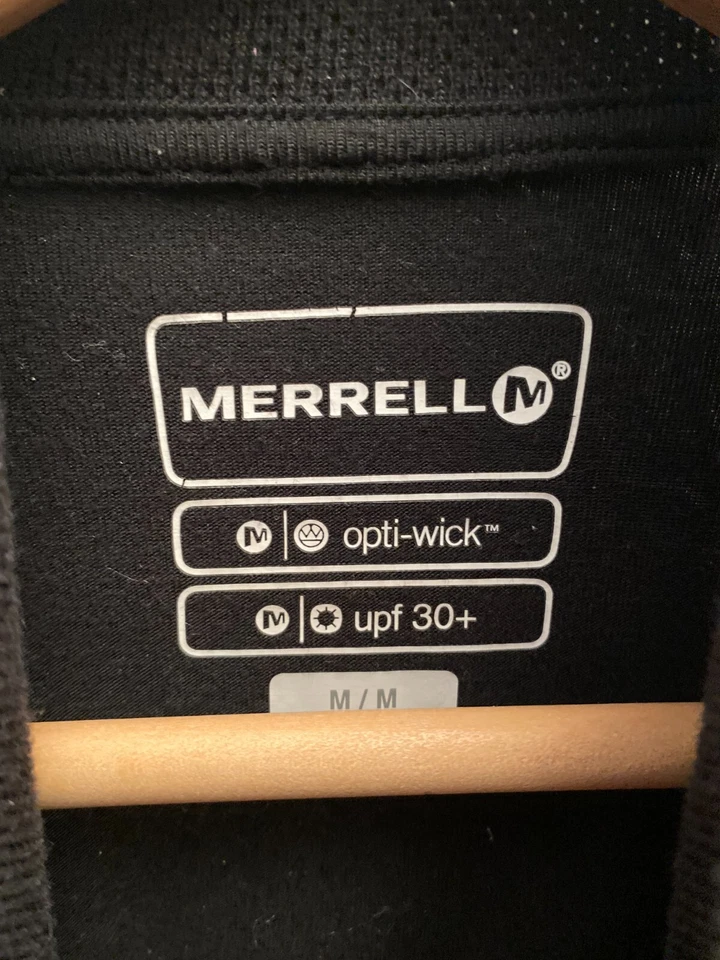 MERRELL M®
M opti-wick™
M upf 30+
M / M